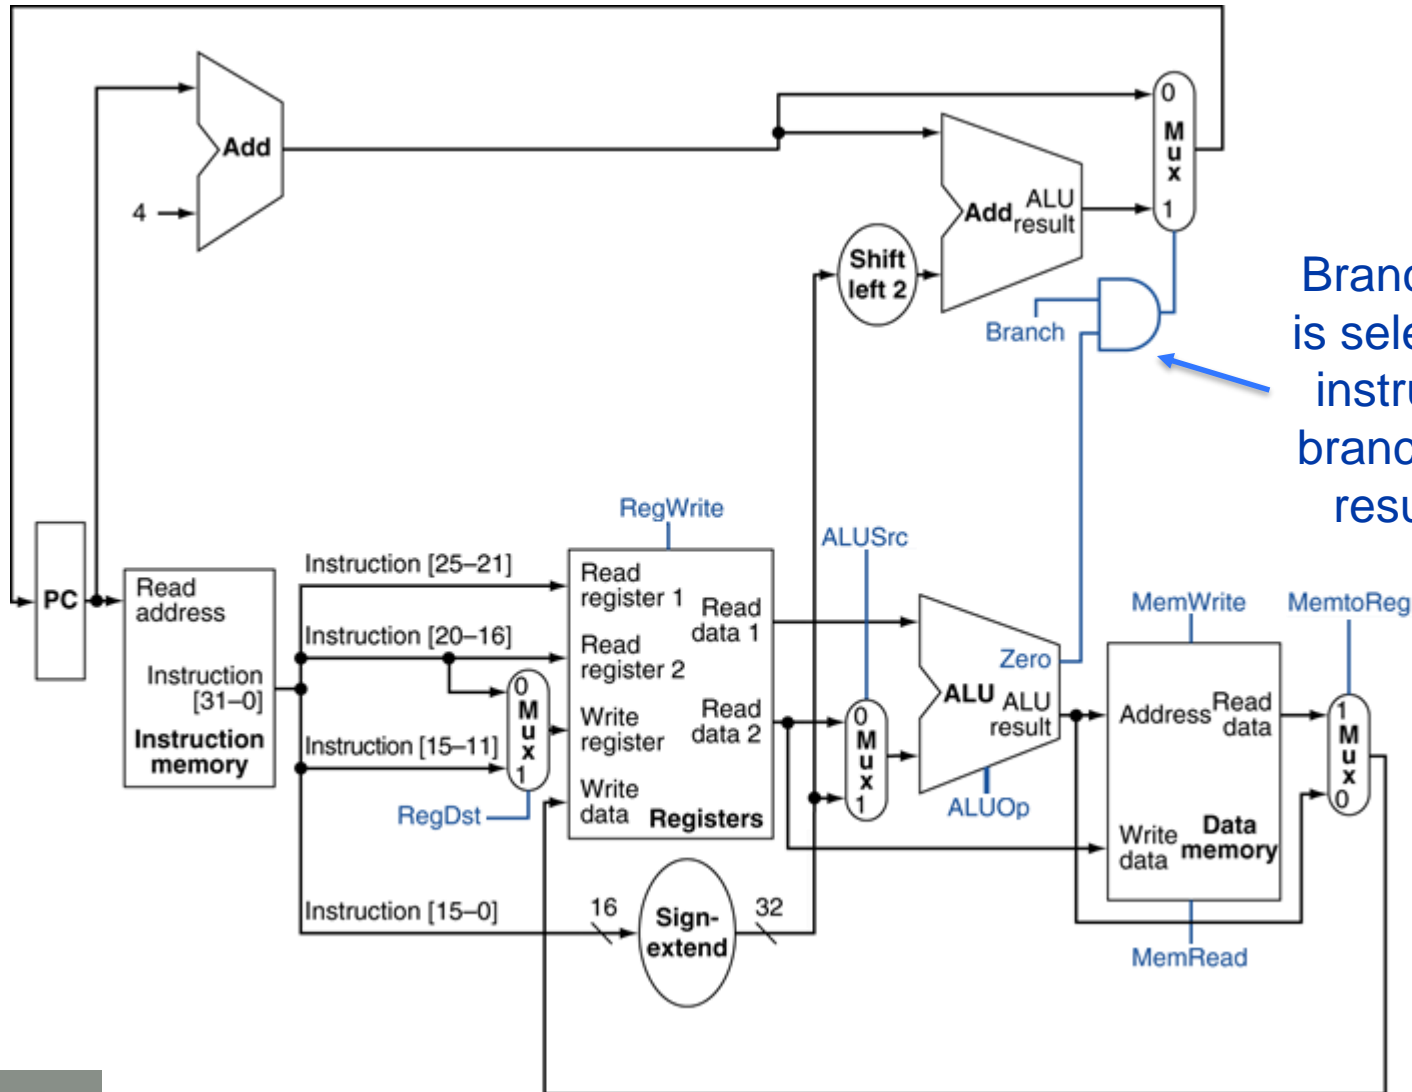 0
M
u
x
1
Add
4
Add
ALU
result
Shift
left 2
Branch
is
RegWrite
ALUSrc
MemWrite
MemtoReg
PC
Read
address
Instruction
[31–0]
Instruction
memory
Instruction [25–21]
Instruction [20–16]
Instruction [15–11]
Instruction [15–0]
0
M
u
x
1
RegDst
Read
register 1
Read
register 2
Write
register
Write
data
Read
data 1
Read
data 2
Registers
16
Sign-
extend
32
0
M
u
x
1
Zero
ALU
ALU
result
ALUOp
Address
Read
data
Write
data
Data
memory
MemRead
1
M
u
x
0